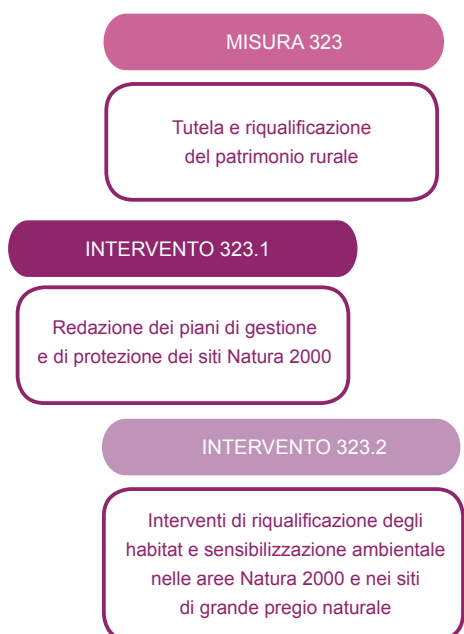 MISURA 323
Tutela e riqualificazione
del patrimonio rurale
INTERVENTO 323.1
Redazione dei piani di gestione
e di protezione dei siti Natura 2000
INTERVENTO 323.2
Interventi di riqualificazione degli
habitat e sensibilizzazione ambientale
nelle aree Natura 2000 e nei siti
di grande pregio naturale